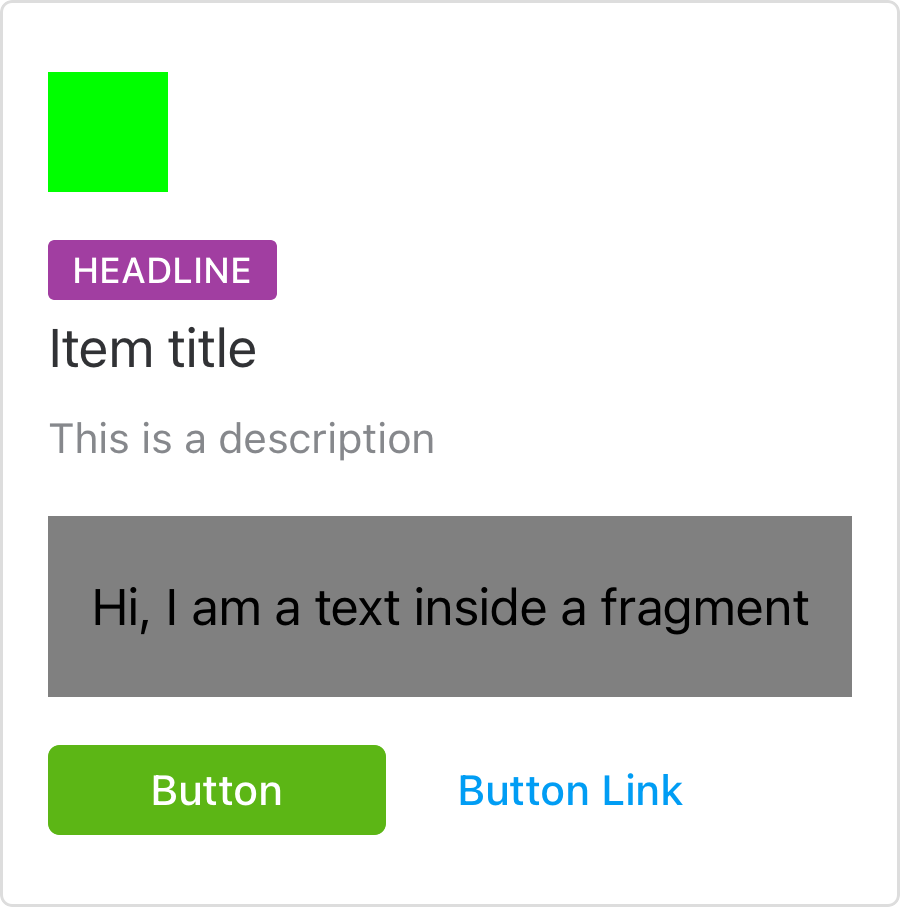 HEADLINE
Item title
This is a description
Hi, I am a text inside a fragment
Button
Button Link